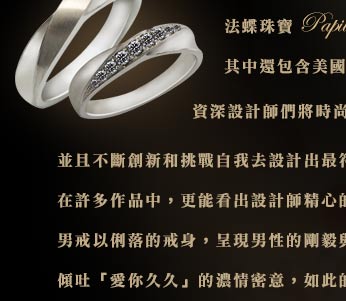 法蝶珠寶 Papi
其中還包含美國
資深設計師們將時尚
並且不斷創新和挑戰自我去設計出最符
在許多作品中,更能看出設計師精心的
男戒以俐落的戒身,呈現男性的剛毅與
傾吐「愛你久久」的濃情密意,如此的